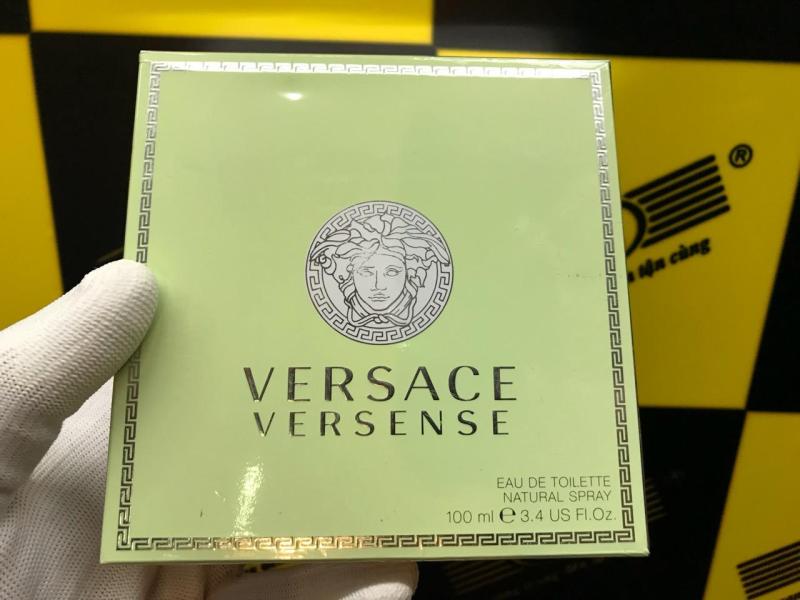 VERSACE
VERSENSE
EAU DE TOILETTE
NATURAL SPRAY
100 ml ℮ 3.4 US Fl.Oz.
®
tận cùng